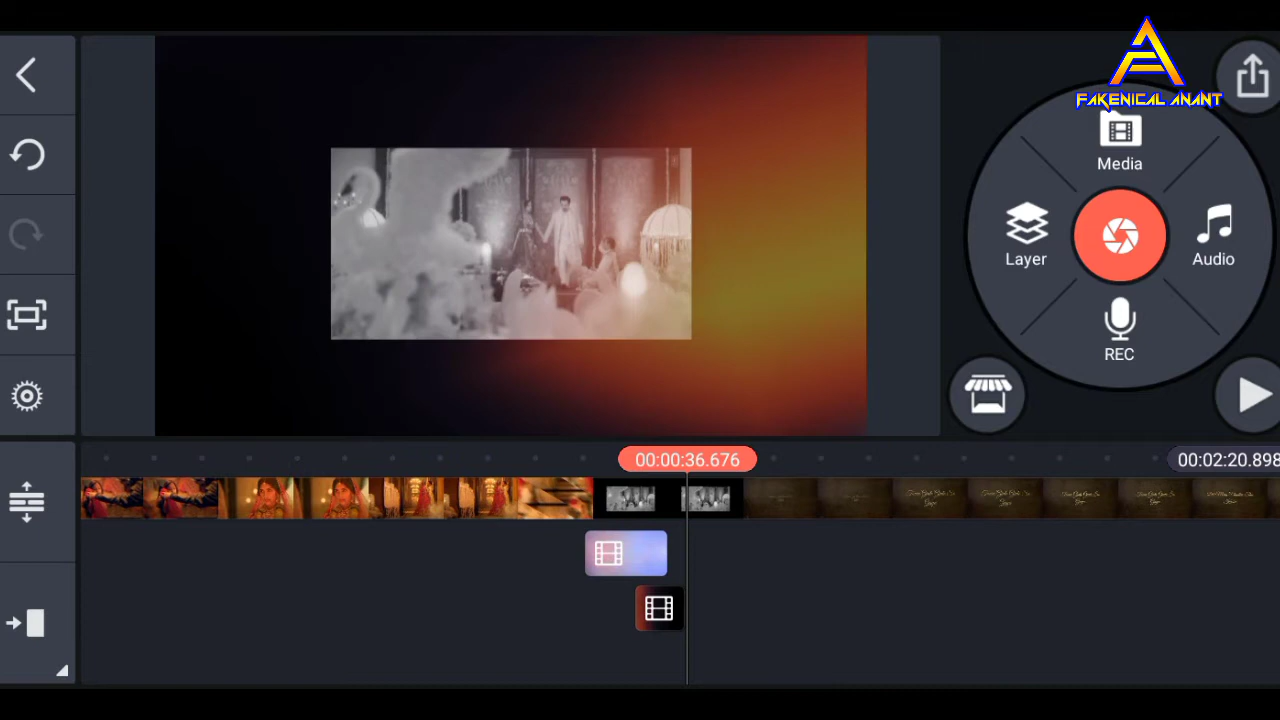 FAKENICAL ANANT
Media
Layer
Audio
REC
00:00:36.676
00:02:20.898